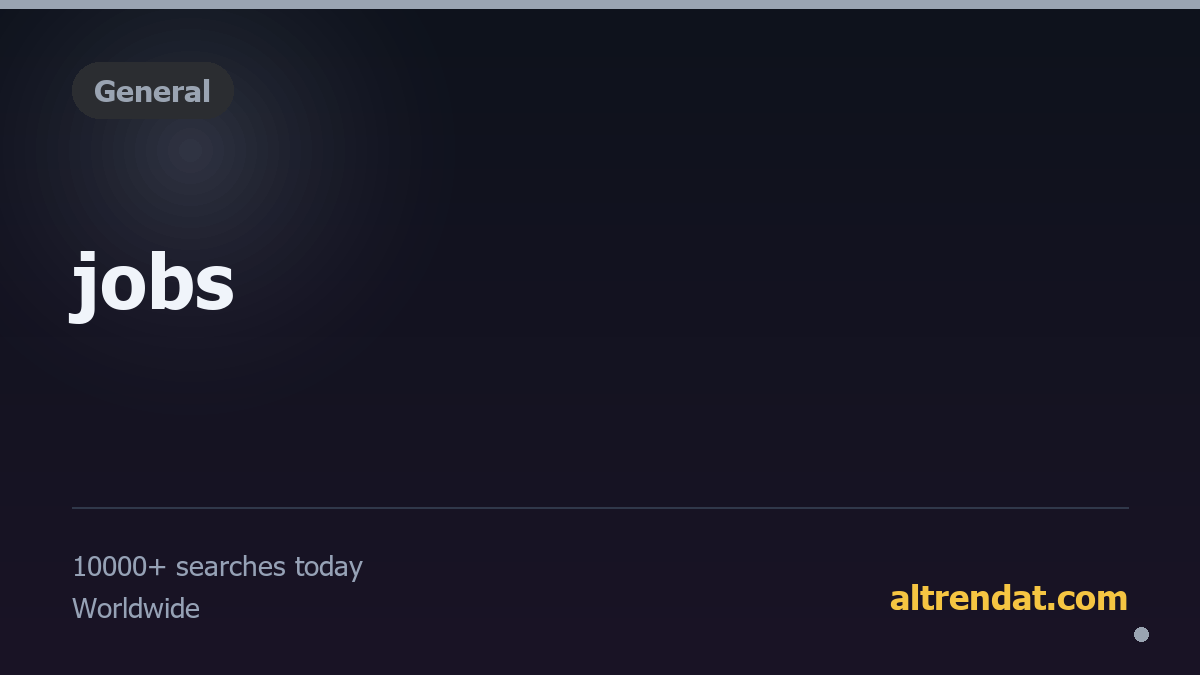 General
jobs
10000+ searches today
Worldwide
altrendat.com